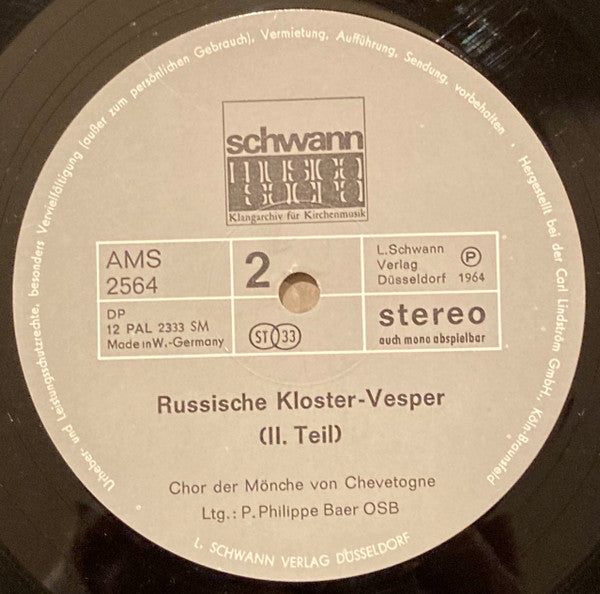 Urheber- und Leistungsschutzrechte, besonders Vervielfältigung (außer zum persönlichen Gebrauch), Vermietung, Aufführung, Sendung, vorbehalten · Hergestellt bei der Carl Lindström GmbH., Köln-Braunsfeld
schwann
musica
sacra
Klangarchiv für Kirchenmusik
AMS
2564
2
L.Schwann
Verlag
Düsseldorf
Ⓟ
1964
DP
12 PAL 2333 SM
Made in W.-Germany
ST 33
stereo
auch mono abspielbar
Russische Kloster-Vesper
(II. Teil)
Chor der Mönche von Chevetogne
Ltg.: P. Philippe Baer OSB
L. SCHWANN VERLAG DÜSSELDORF